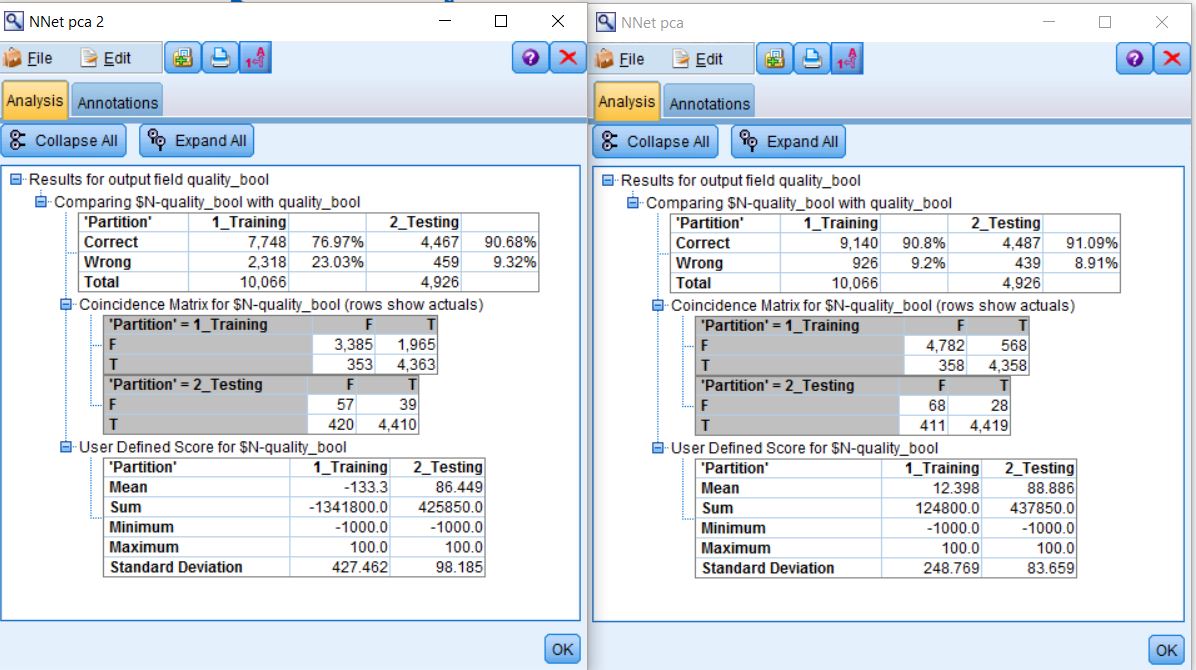 NNet pca 2
File Edit
Analysis Annotations
Collapse All Expand All
Results for output field quality_bool
Comparing $N-quality_bool with quality_bool
'Partition' 1_Training 2_Testing
Correct 7,748 76.97% 4,467 90.68%
Wrong 2,318 23.03% 459 9.32%
Total 10,066 4,926
Coincidence Matrix for $N-quality_bool (rows show actuals)
'Partition' = 1_Training F T
F 3,385 1,965
T 353 4,363
'Partition' = 2_Testing F T
F 57 39
T 420 4,410
User Defined Score for $N-quality_bool
'Partition' 1_Training 2_Testing
Mean -133.3 86.449
Sum -1341800.0 425850.0
Minimum -1000.0 -1000.0
Maximum 100.0 100.0
Standard Deviation 427.462 98.185
OK
NNet pca
File Edit
Analysis Annotations
Collapse All Expand All
Results for output field quality_bool
Comparing $N-quality_bool with quality_bool
'Partition' 1_Training 2_Testing
Correct 9,140 90.8% 4,487 91.09%
Wrong 926 9.2% 439 8.91%
Total 10,066 4,926
Coincidence Matrix for $N-quality_bool (rows show actuals)
'Partition' = 1_Training F T
F 4,782 568
T 358 4,358
'Partition' = 2_Testing F T
F 68 28
T 411 4,419
User Defined Score for $N-quality_bool
'Partition' 1_Training 2_Testing
Mean 12.398 88.886
Sum 124800.0 437850.0
Minimum -1000.0 -1000.0
Maximum 100.0 100.0
Standard Deviation 248.769 83.659
OK